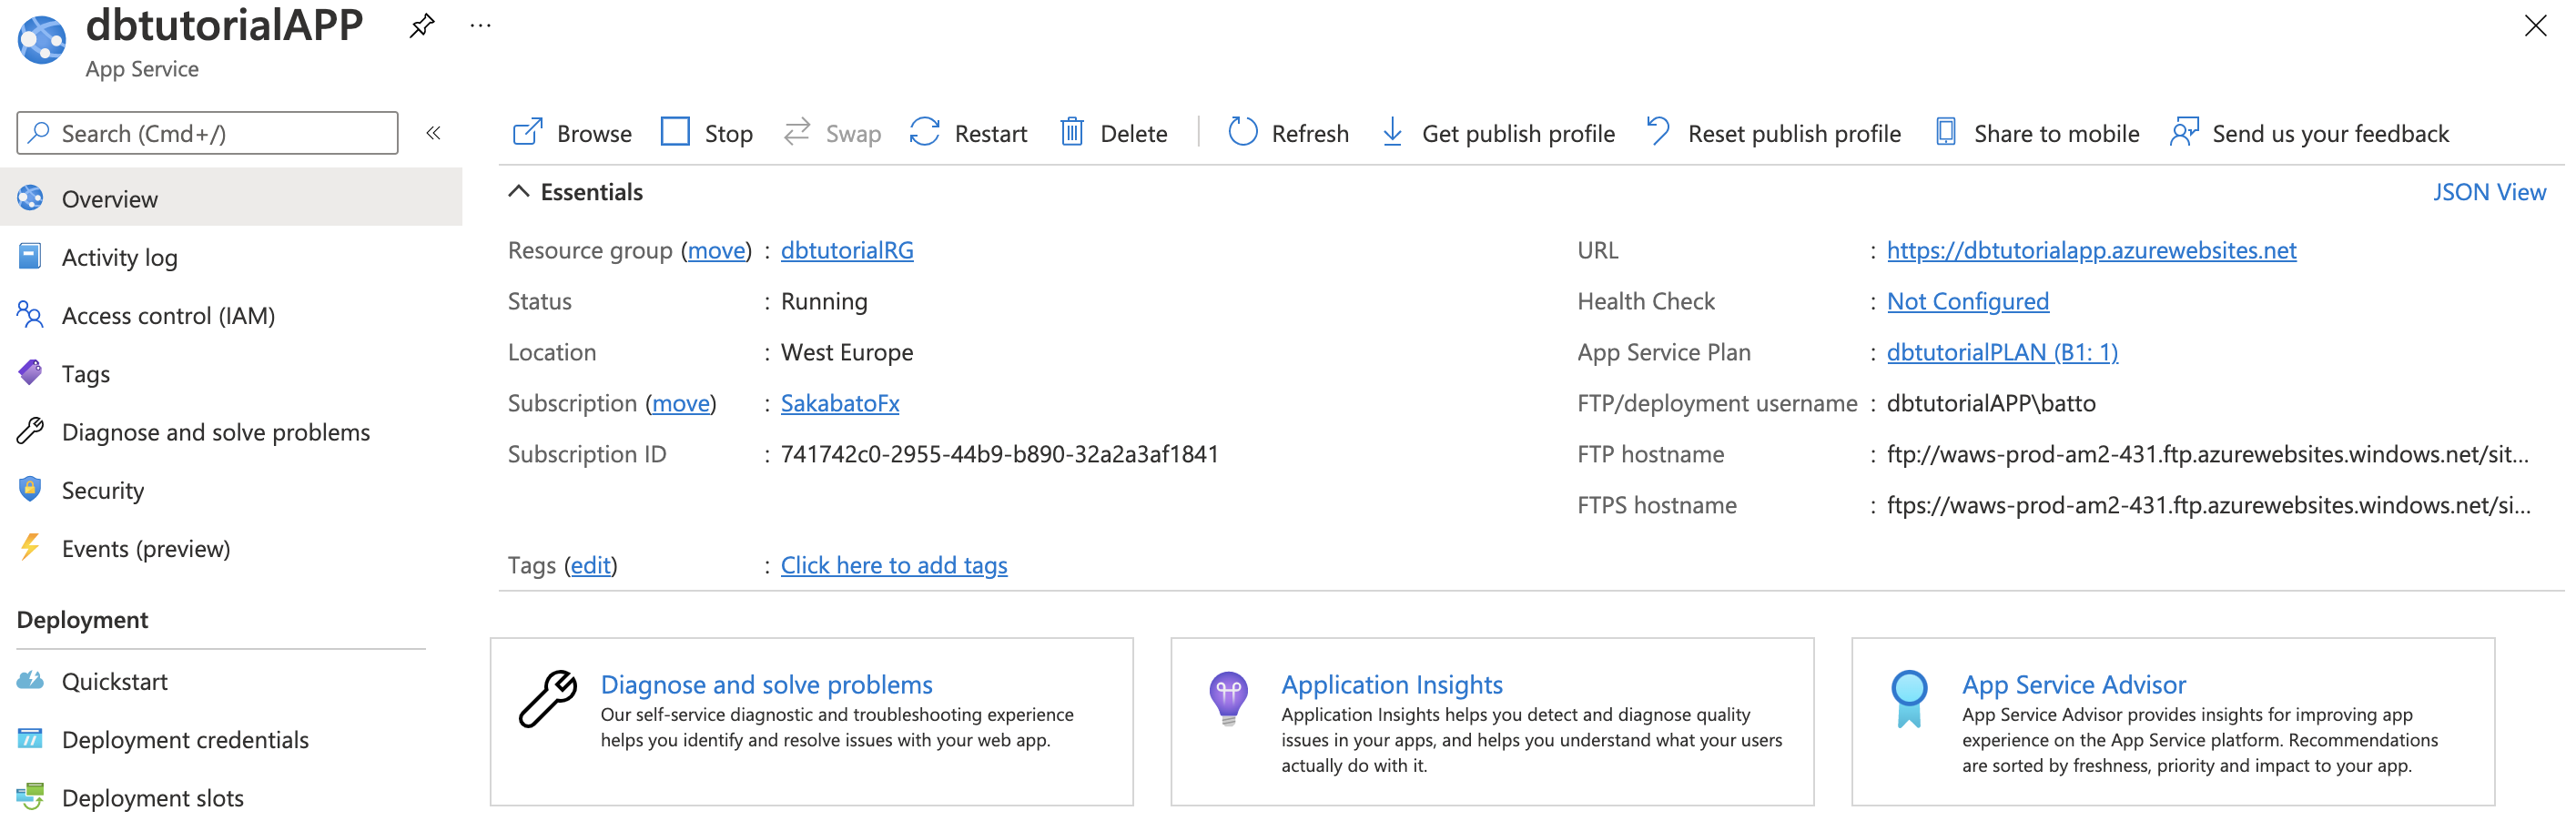 dbtutorialAPP
...
App Service
Search (Cmd+/)
«
Overview
Activity log
Access control (IAM)
Tags
Diagnose and solve problems
Security
Events (preview)
Deployment
Quickstart
Deployment credentials
Deployment slots
Browse Stop Swap Restart Delete Refresh Get publish profile Reset publish profile Share to mobile Send us your feedback
Essentials
JSON View
Resource group (move) : dbtutorialRG
Status : Running
Location : West Europe
Subscription (move) : SakabatoFx
Subscription ID : 741742c0-2955-44b9-b890-32a2a3af1841
URL : https://dbtutorialapp.azurewebsites.net
Health Check : Not Configured
App Service Plan : dbtutorialPLAN (B1: 1)
FTP/deployment username : dbtutorialAPP\batto
FTP hostname : ftp://waws-prod-am2-431.ftp.azurewebsites.windows.net/sit...
FTPS hostname : ftps://waws-prod-am2-431.ftp.azurewebsites.windows.net/si...
Tags (edit) : Click here to add tags
Diagnose and solve problems
Our self-service diagnostic and troubleshooting experience
helps you identify and resolve issues with your web app.
Application Insights
Application Insights helps you detect and diagnose quality
issues in your apps, and helps you understand what your users
actually do with it.
App Service Advisor
App Service Advisor provides insights for improving app
experience on the App Service platform. Recommendations
are sorted by freshness, priority and impact to your app.